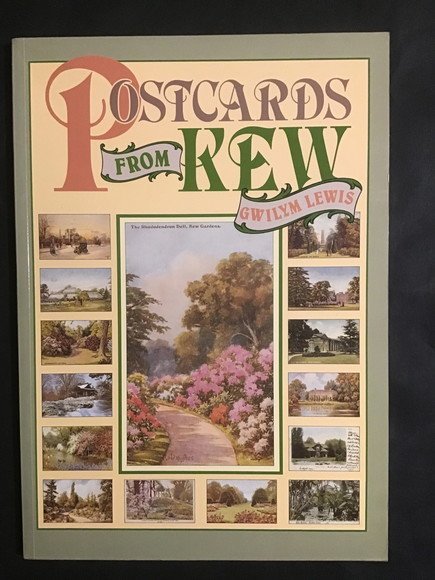 POSTCARDS
FROM KEW
GWILYM LEWIS
The Rhododendron Dell, Kew Gardens.